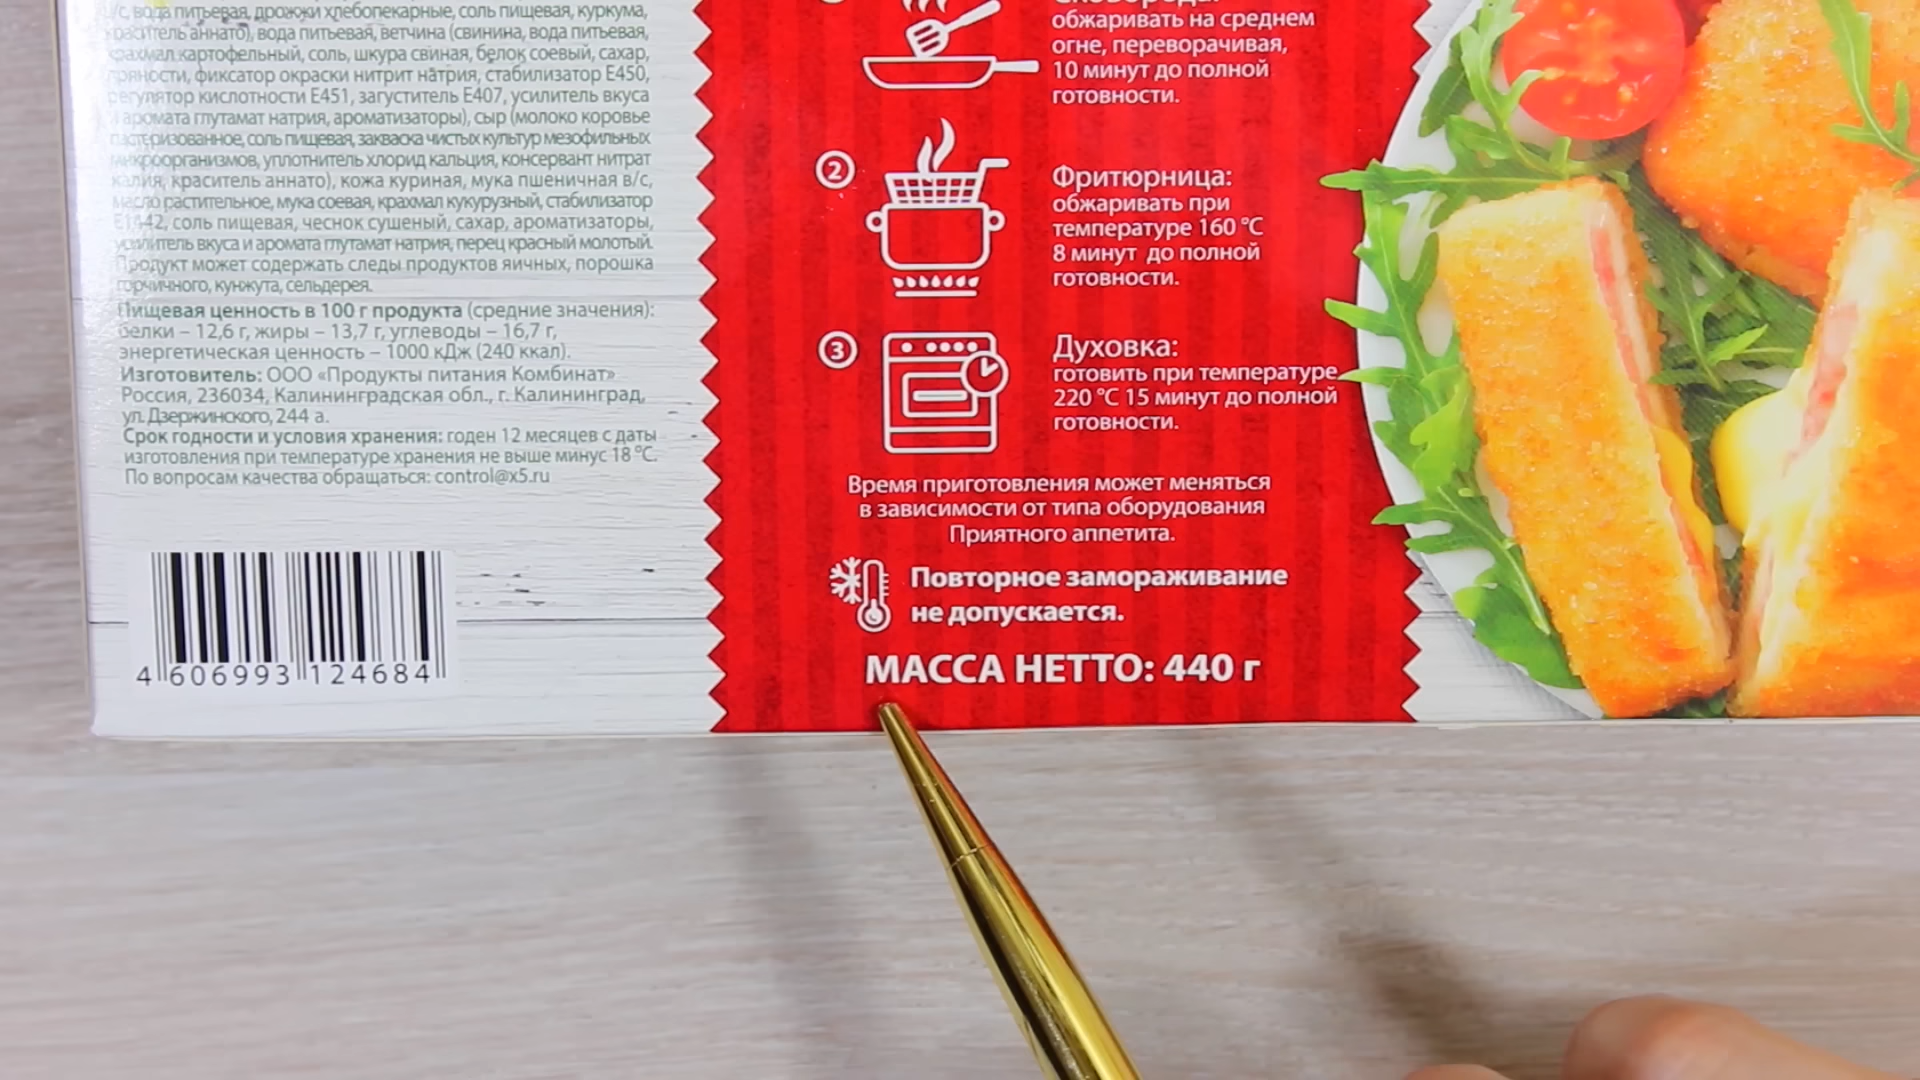 в/с, вода питьевая, дрожжи хлебопекарные, соль пищевая, куркума,
краситель аннато), вода питьевая, ветчина (свинина, вода питьевая,
крахмал картофельный, соль, шкура свиная, белок соевый, сахар,
пряности, фиксатор окраски нитрит натрия, стабилизатор Е450,
регулятор кислотности Е451, загуститель Е407, усилитель вкуса
и аромата глутамат натрия, ароматизаторы), сыр (молоко коровье
пастеризованное, соль пищевая, закваска чистых культур мезофильных
микроорганизмов, уплотнитель хлорид кальция, консервант нитрат
калия, краситель аннато), кожа куриная, мука пшеничная в/с,
масло растительное, мука соевая, крахмал кукурузный, стабилизатор
Е1442, соль пищевая, чеснок сушеный, сахар, ароматизаторы,
усилитель вкуса и аромата глутамат натрия, перец красный молотый.
Продукт может содержать следы продуктов яичных, порошка
горчичного, кунжута, сельдерея.
Пищевая ценность в 100 г продукта (средние значения):
белки – 12,6 г, жиры – 13,7 г, углеводы – 16,7 г,
энергетическая ценность – 1000 кДж (240 ккал).
Изготовитель: ООО «Продукты питания Комбинат»
Россия, 236034, Калининградская обл., г. Калининград,
ул. Дзержинского, 244 а.
Срок годности и условия хранения: годен 12 месяцев с даты
изготовления при температуре хранения не выше минус 18 °С.
По вопросам качества обращаться: control@x5.ru
4 606993 124684
Сковорода:
обжаривать на среднем
огне, переворачивая,
10 минут до полной
готовности.
2
Фритюрница:
обжаривать при
температуре 160 °С
8 минут до полной
готовности.
3
Духовка:
готовить при температуре
220 °С 15 минут до полной
готовности.
Время приготовления может меняться
в зависимости от типа оборудования
Приятного аппетита.
Повторное замораживание
не допускается.
МАССА НЕТТО: 440 г